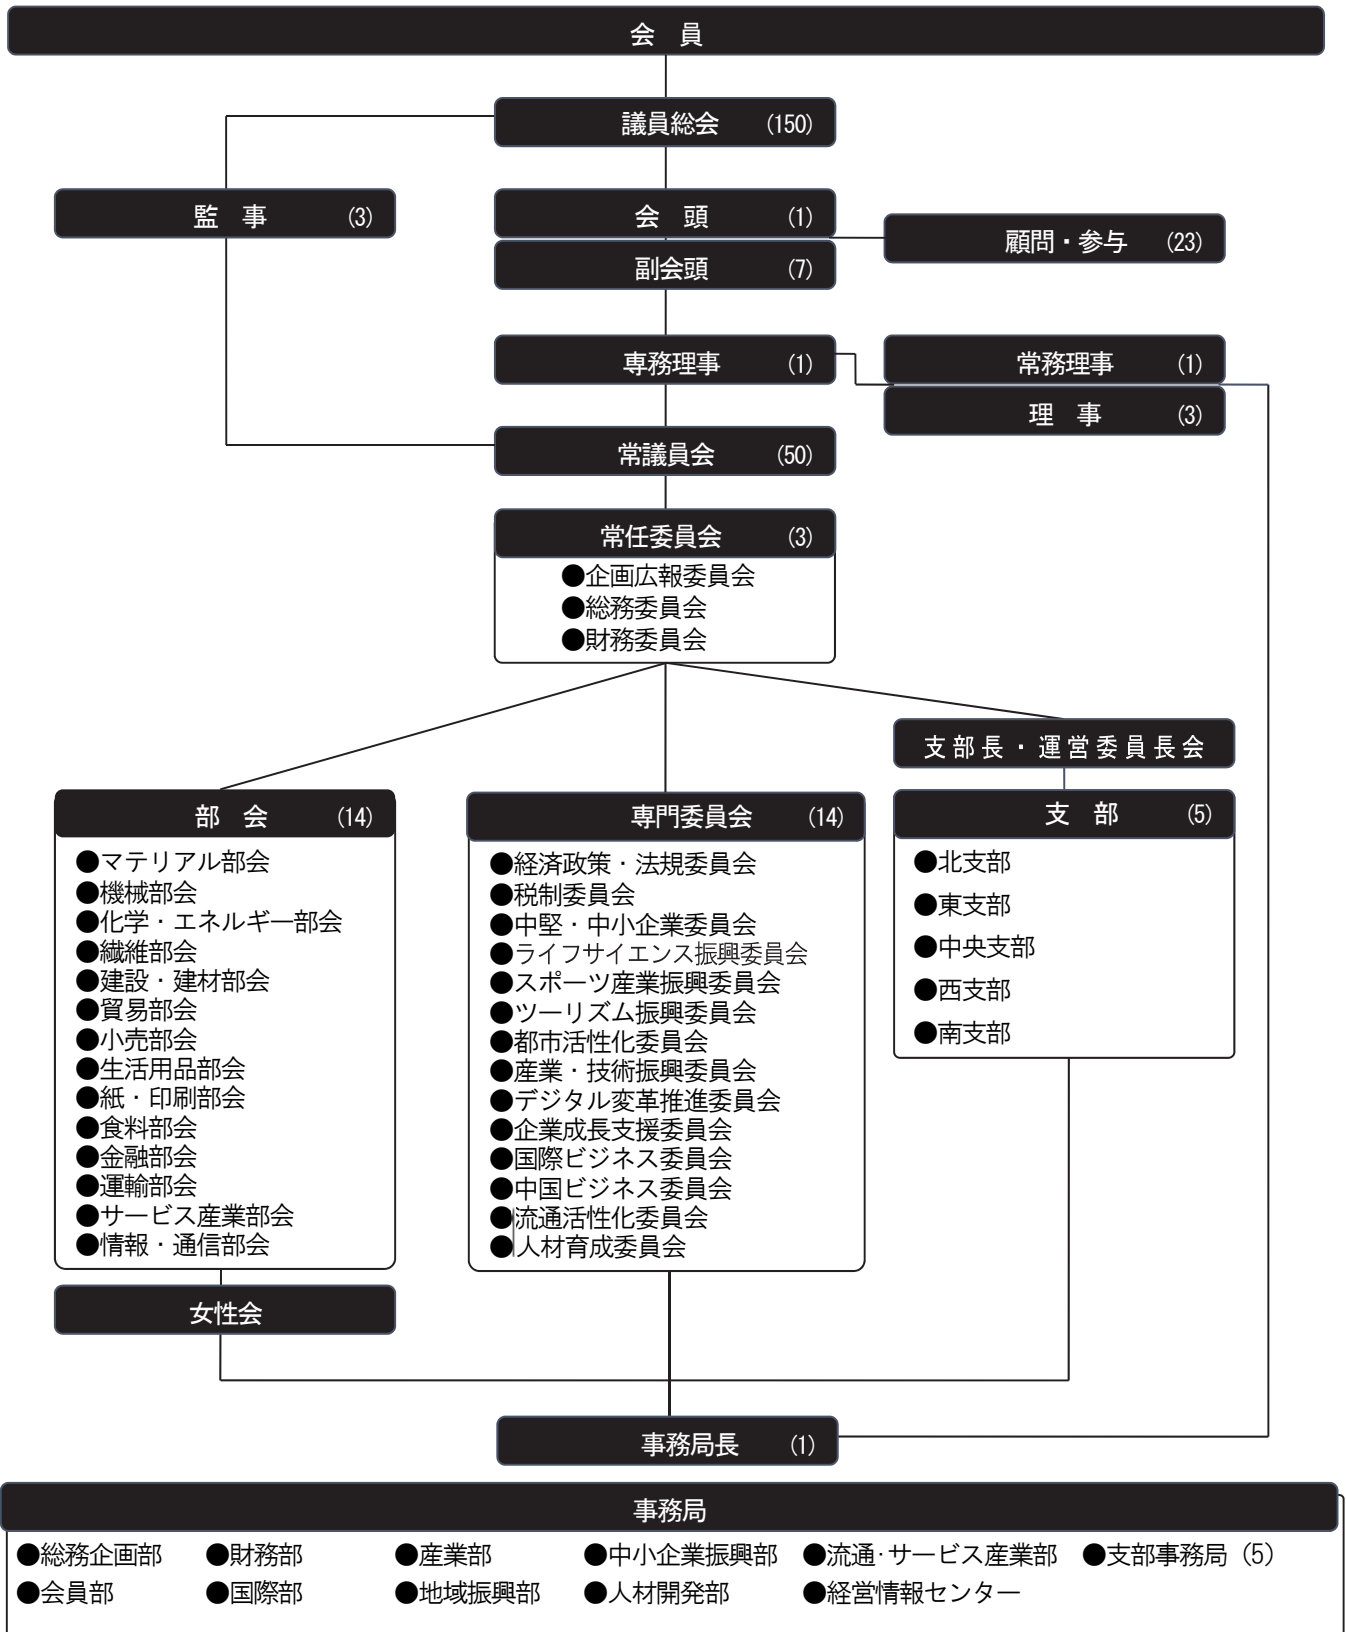 会 員
議員総会 (150)
監 事 (3)
会 頭 (1)
副会頭 (7)
顧問・参与 (23)
専務理事 (1)
常務理事 (1)
理 事 (3)
常議員会 (50)
常任委員会 (3)
●企画広報委員会
●総務委員会
●財務委員会
支部長・運営委員長会
部 会 (14)
●マテリアル部会
●機械部会
●化学・エネルギー部会
●繊維部会
●建設・建材部会
●貿易部会
●小売部会
●生活用品部会
●紙・印刷部会
●食料部会
●金融部会
●運輸部会
●サービス産業部会
●情報・通信部会
女性会
専門委員会 (14)
●経済政策・法規委員会
●税制委員会
●中堅・中小企業委員会
●ライフサイエンス振興委員会
●スポーツ産業振興委員会
●ツーリズム振興委員会
●都市活性化委員会
●産業・技術振興委員会
●デジタル変革推進委員会
●企業成長支援委員会
●国際ビジネス委員会
●中国ビジネス委員会
●流通活性化委員会
●人材育成委員会
支 部 (5)
●北支部
●東支部
●中央支部
●西支部
●南支部
事務局長 (1)
事務局
●総務企画部 ●財務部 ●産業部 ●中小企業振興部 ●流通･サービス産業部 ●支部事務局 (5)
●会員部 ●国際部 ●地域振興部 ●人材開発部 ●経営情報センター